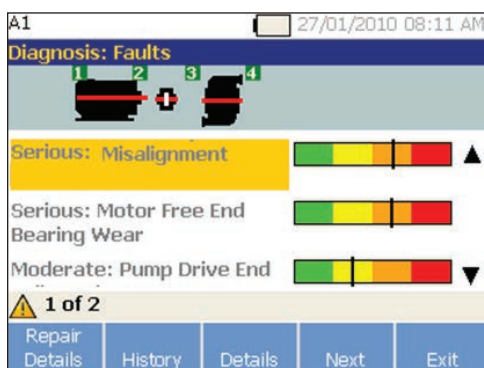 A1 27/01/2010 08:11 AM
Diagnosis: Faults
1 2 3 4
Serious: Misalignment
Serious: Motor Free End
Bearing Wear
Moderate: Pump Drive End
1 of 2
Repair
Details History Details Next Exit